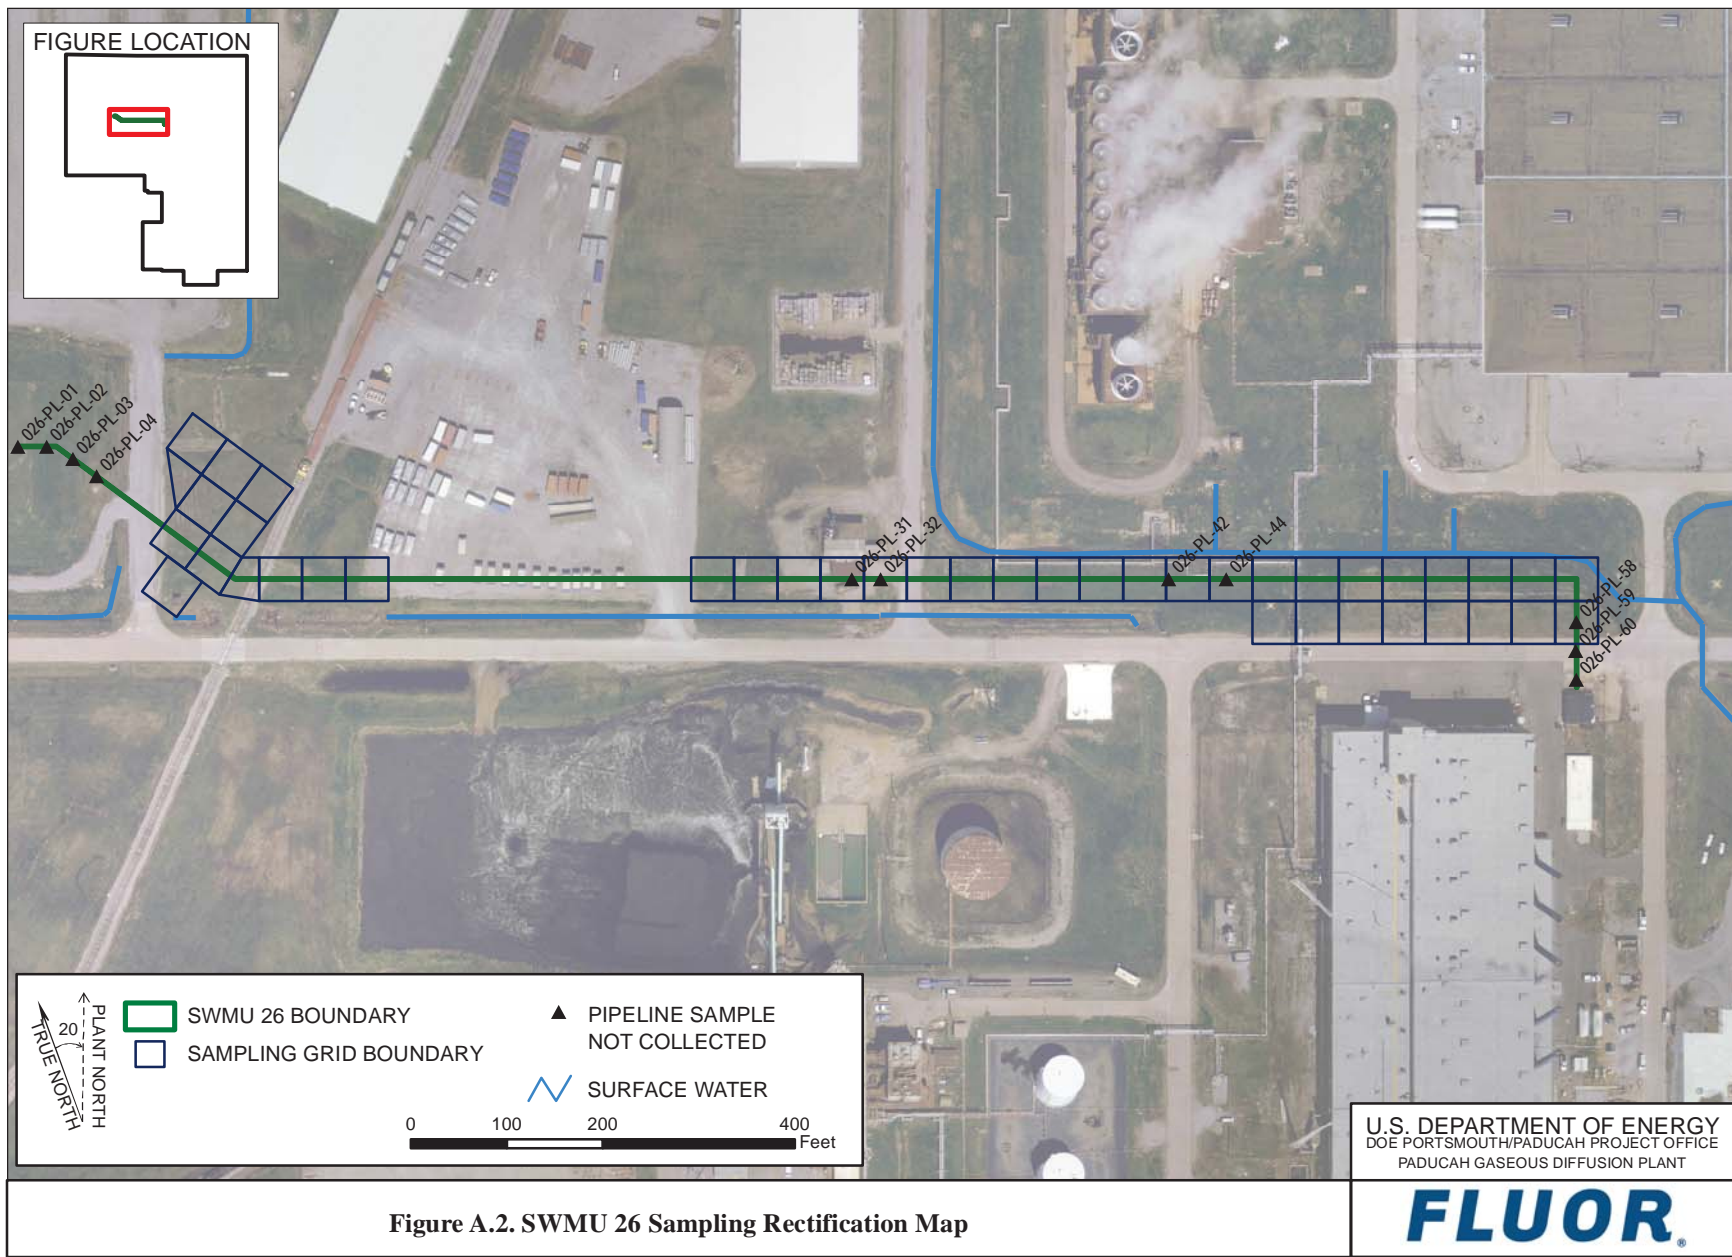 FIGURE LOCATION
026-PL-01
026-PL-02
026-PL-03
026-PL-04
026-PL-31
026-PL-32
026-PL-42
026-PL-44
026-PL-58
026-PL-59
026-PL-60
TRUE NORTH
20
PLANT NORTH
SWMU 26 BOUNDARY
SAMPLING GRID BOUNDARY
PIPELINE SAMPLE
NOT COLLECTED
SURFACE WATER
0 100 200 400
Feet
U.S. DEPARTMENT OF ENERGY
DOE PORTSMOUTH/PADUCAH PROJECT OFFICE
PADUCAH GASEOUS DIFFUSION PLANT
Figure A.2. SWMU 26 Sampling Rectification Map
FLUOR®